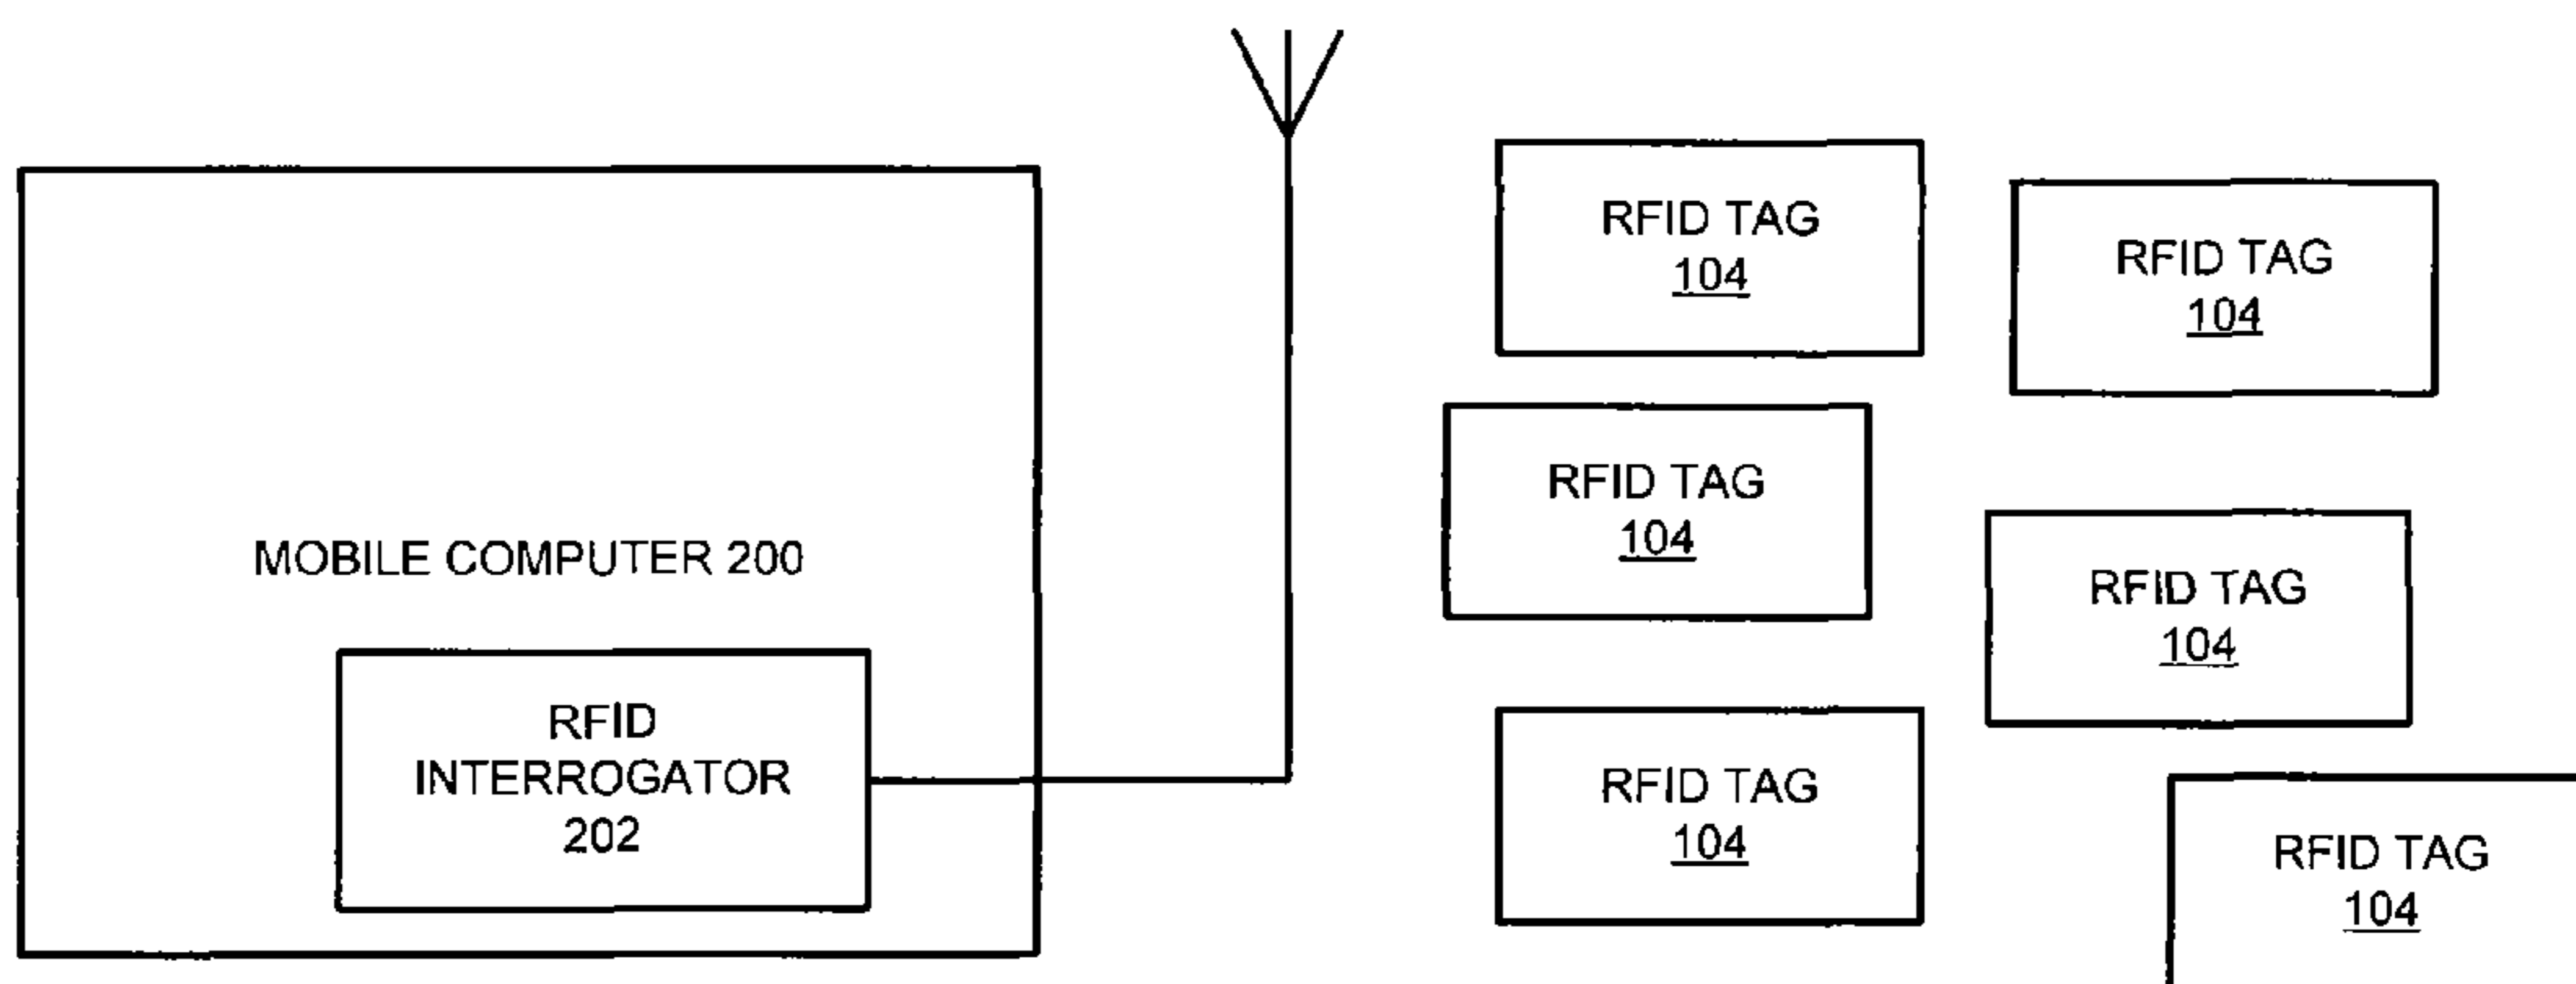 MOBILE COMPUTER 200
RFID
INTERROGATOR
202
RFID TAG
104
RFID TAG
104
RFID TAG
104
RFID TAG
104
RFID TAG
104
RFID TAG
104